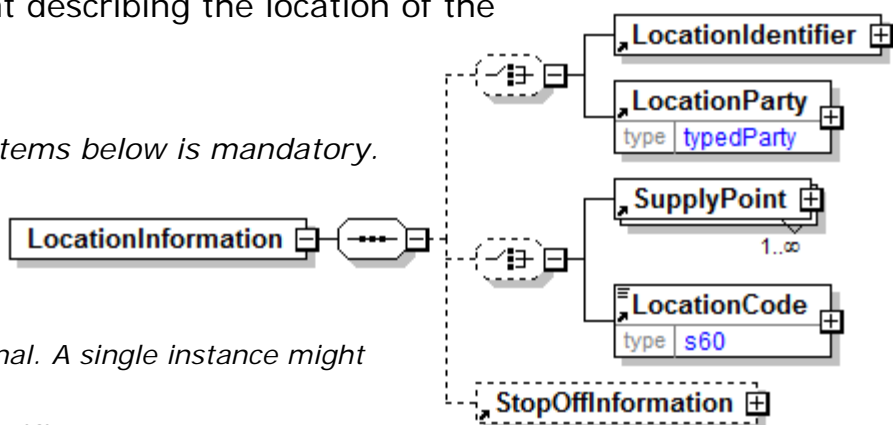 t describing the location of the
LocationIdentifier
LocationParty
type typedParty
tems below is mandatory.
SupplyPoint
1..∞
LocationInformation
LocationCode
type s60
nal. A single instance might
StopOffInformation